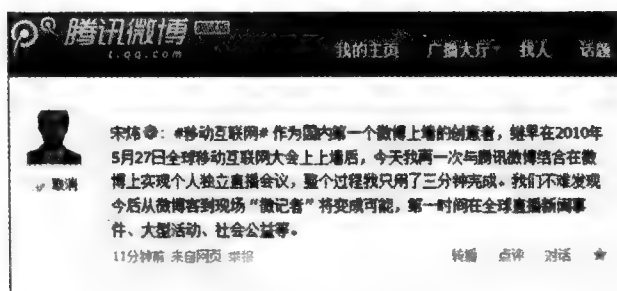 腾讯微博
t.qq.com
我的主页 广播大厅 找人 话题
宋炜：#移动互联网# 作为国内第一个微博上墙的创意者，继早在2010年
5月27日全球移动互联网大会上上墙后，今天我再一次与腾讯微博结合在微
博上实现个人独立直播会议，整个过程我只用了三分钟完成。我们不难发现
今后从微博客到现场“微记者”将变成可能，第一时间在全球直播新闻事
件、大型活动、社会公益等。
取消
11分钟前 来自网页 举报 转播 点评 对话